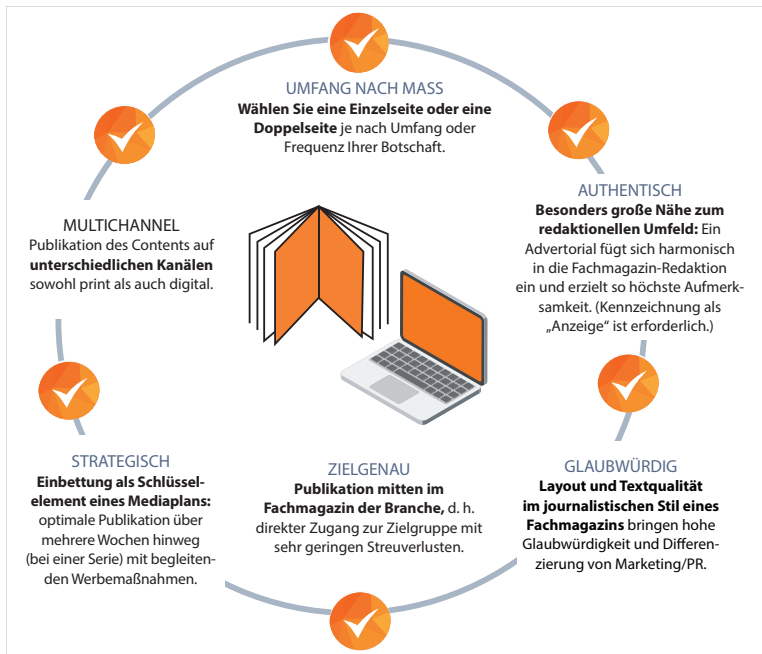 UMFANG NACH MASS
Wählen Sie eine Einzelseite oder eine
Doppelseite je nach Umfang oder
Frequenz Ihrer Botschaft.
AUTHENTISCH
Besonders große Nähe zum
redaktionellen Umfeld: Ein
Advertorial fügt sich harmonisch
in die Fachmagazin-Redaktion
ein und erzielt so höchste Aufmerk-
samkeit. (Kennzeichnung als
„Anzeige“ ist erforderlich.)
MULTICHANNEL
Publikation des Contents auf
unterschiedlichen Kanälen
sowohl print als auch digital.
STRATEGISCH
Einbettung als Schlüssel-
element eines Mediaplans:
optimale Publikation über
mehrere Wochen hinweg
(bei einer Serie) mit begleiten-
den Werbemaßnahmen.
ZIELGENAU
Publikation mitten im
Fachmagazin der Branche, d. h.
direkter Zugang zur Zielgruppe mit
sehr geringen Streuverlusten.
GLAUBWÜRDIG
Layout und Textqualität
im journalistischen Stil eines
Fachmagazins bringen hohe
Glaubwürdigkeit und Differen-
zierung von Marketing/PR.